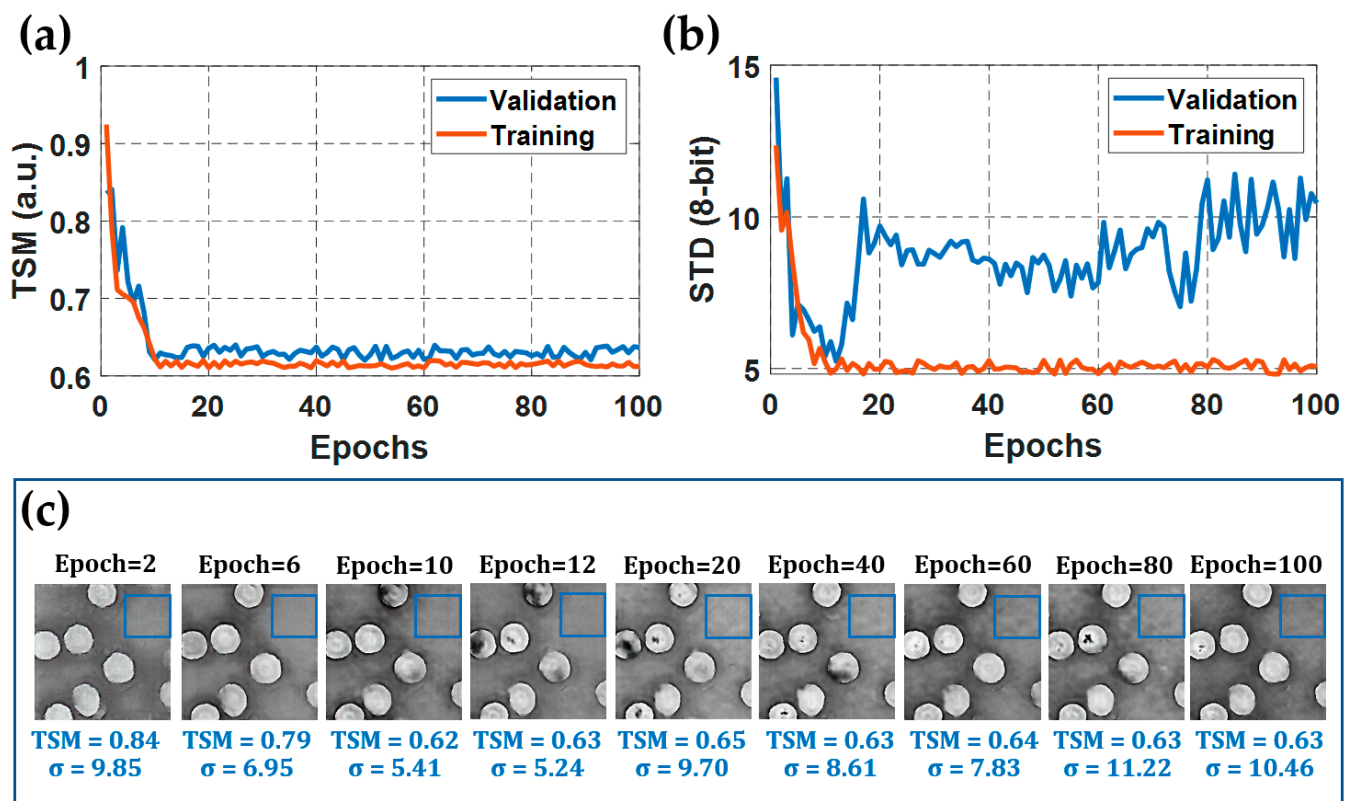 (a)
1
0.9
0.8
0.7
0.6
TSM (a.u.)
Validation
Training
0 20 40 60 80 100
Epochs
(b)
15
10
5
STD (8-bit)
Validation
Training
0 20 40 60 80 100
Epochs
(c)
Epoch=2 Epoch=6 Epoch=10 Epoch=12 Epoch=20 Epoch=40 Epoch=60 Epoch=80 Epoch=100
TSM = 0.84 TSM = 0.79 TSM = 0.62 TSM = 0.63 TSM = 0.65 TSM = 0.63 TSM = 0.64 TSM = 0.63 TSM = 0.63
σ = 9.85 σ = 6.95 σ = 5.41 σ = 5.24 σ = 9.70 σ = 8.61 σ = 7.83 σ = 11.22 σ = 10.46